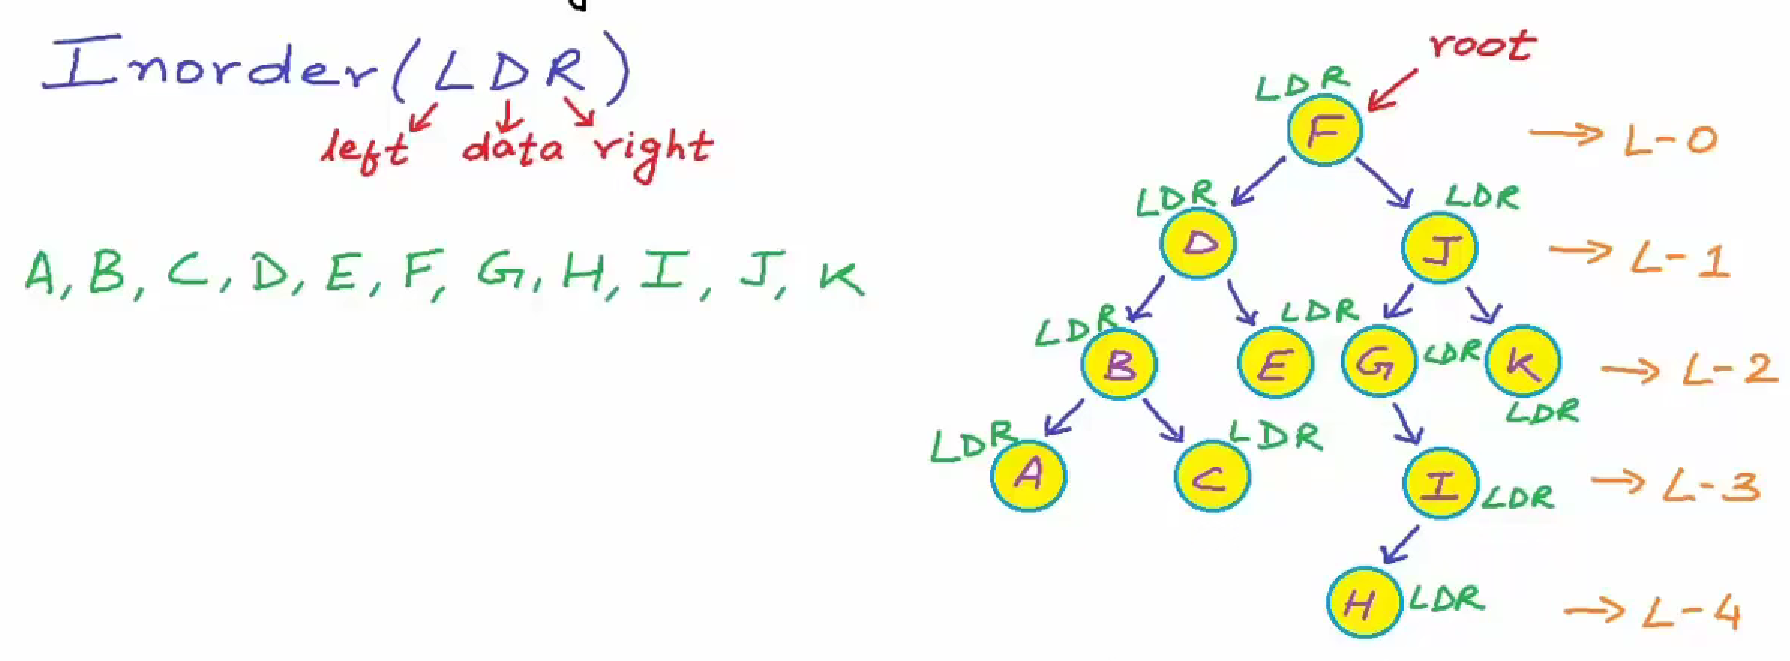 Inorder (LDR)
left data right
A, B, C, D, E, F, G, H, I, J, K
root
LDR
F
→ L-0
LDR
LDR
D
J
→ L-1
LDR
LDR
B
E
G
LDR
K
→ L-2
LDR
LDR
LDR
A
C
I
LDR
→ L-3
H
LDR
→ L-4